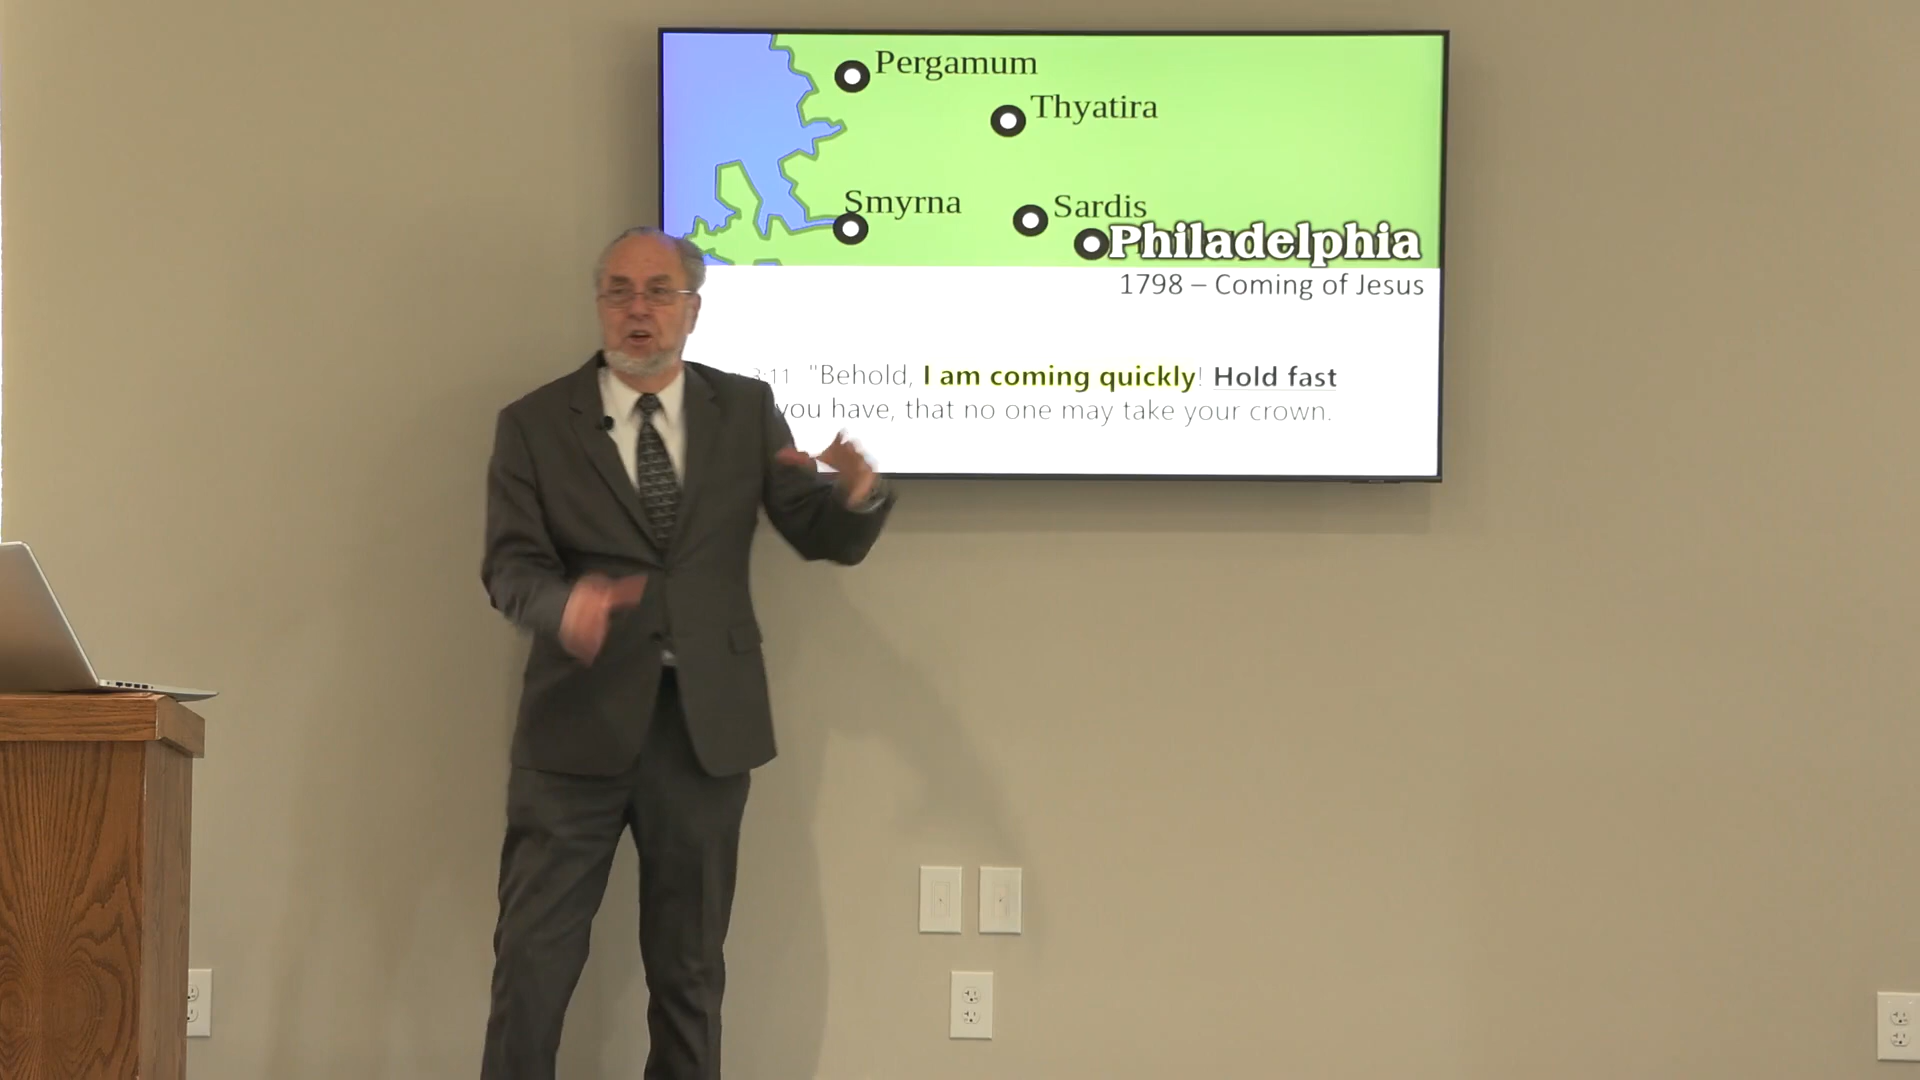 Pergamum
Thyatira
Smyrna
Sardis
Philadelphia
1798 – Coming of Jesus
3:11 "Behold, I am coming quickly! Hold fast
you have, that no one may take your crown.